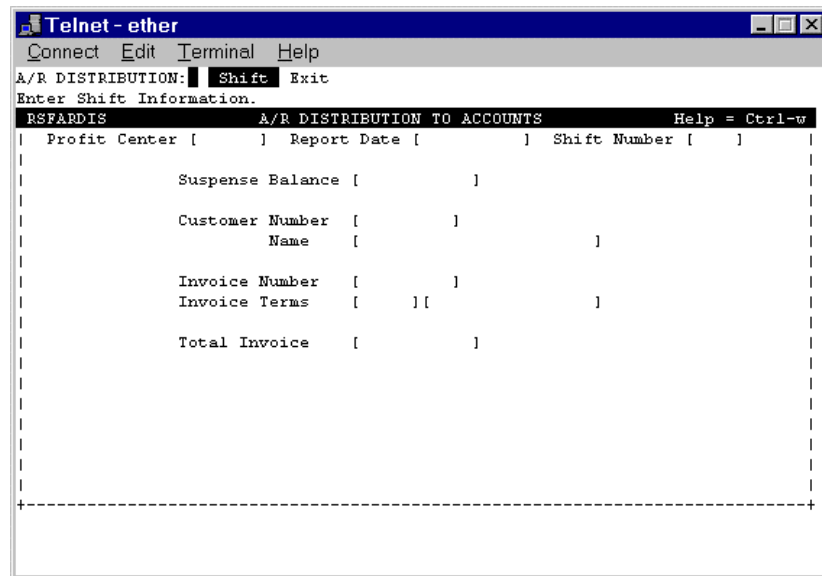 Telnet - ether
Connect Edit Terminal Help
A/R DISTRIBUTION: Shift Exit
Enter Shift Information.
RSFARDIS A/R DISTRIBUTION TO ACCOUNTS Help = Ctrl-w
Profit Center [ ] Report Date [ ] Shift Number [ ]
Suspense Balance [ ]
Customer Number [ ]
Name [ ]
Invoice Number [ ]
Invoice Terms [ ][ ]
Total Invoice [ ]